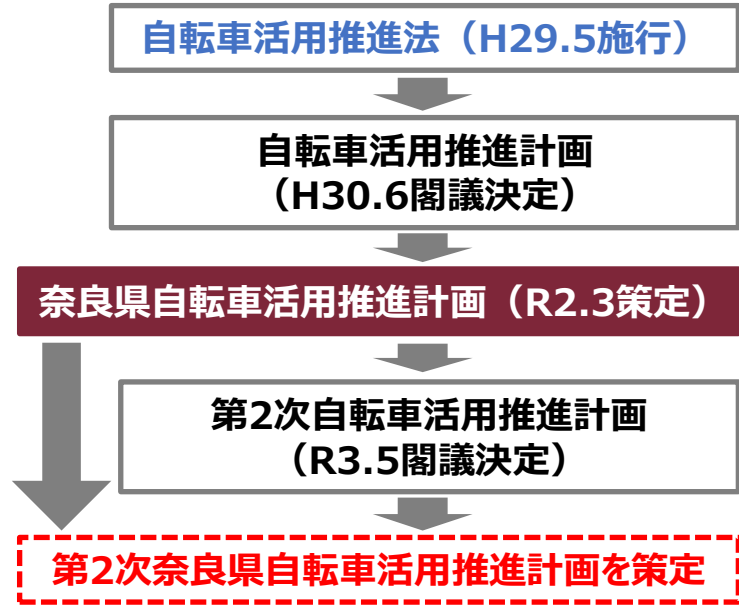 自転車活用推進法（H29.5施行）
自転車活用推進計画
（H30.6閣議決定）
奈良県自転車活用推進計画（R2.3策定）
第2次自転車活用推進計画
（R3.5閣議決定）
第2次奈良県自転車活用推進計画を策定